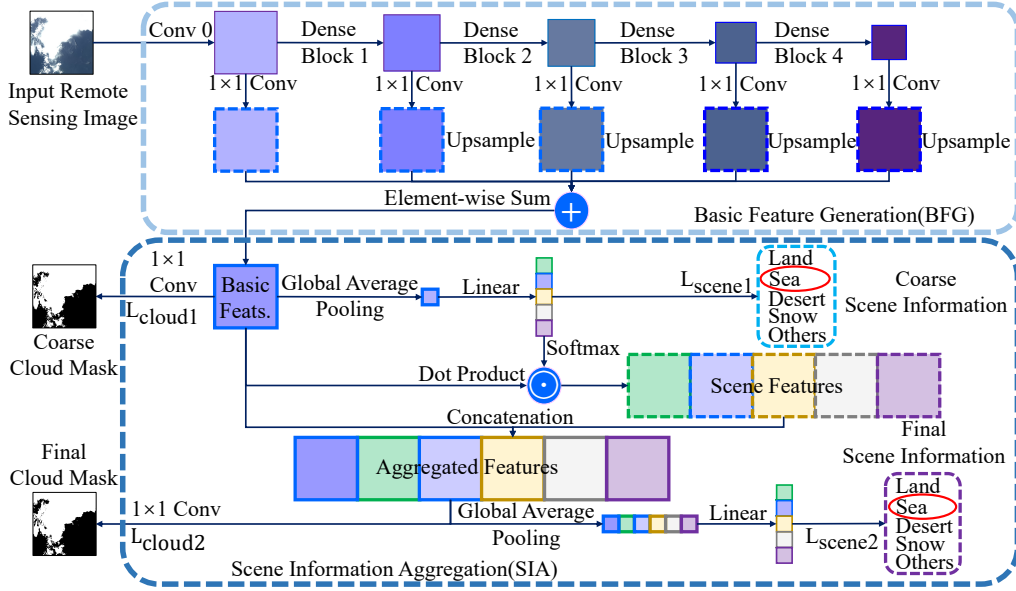 Input Remote
Sensing Image
Conv 0
Dense
Block 1
Dense
Block 2
Dense
Block 3
Dense
Block 4
1×1 Conv
1×1 Conv
1×1 Conv
1×1 Conv
1×1 Conv
Upsample
Upsample
Upsample
Upsample
Element-wise Sum
+
Basic Feature Generation(BFG)
1×1
Conv
L_cloud1
Coarse
Cloud Mask
Basic
Feats.
Global Average
Pooling
Linear
L_scene1
Land
Sea
Desert
Snow
Others
Coarse
Scene Information
Softmax
Dot Product
Scene Features
Concatenation
Aggregated Features
Final
Scene Information
Final
Cloud Mask
1×1 Conv
L_cloud2
Global Average
Pooling
Linear
L_scene2
Land
Sea
Desert
Snow
Others
Scene Information Aggregation(SIA)